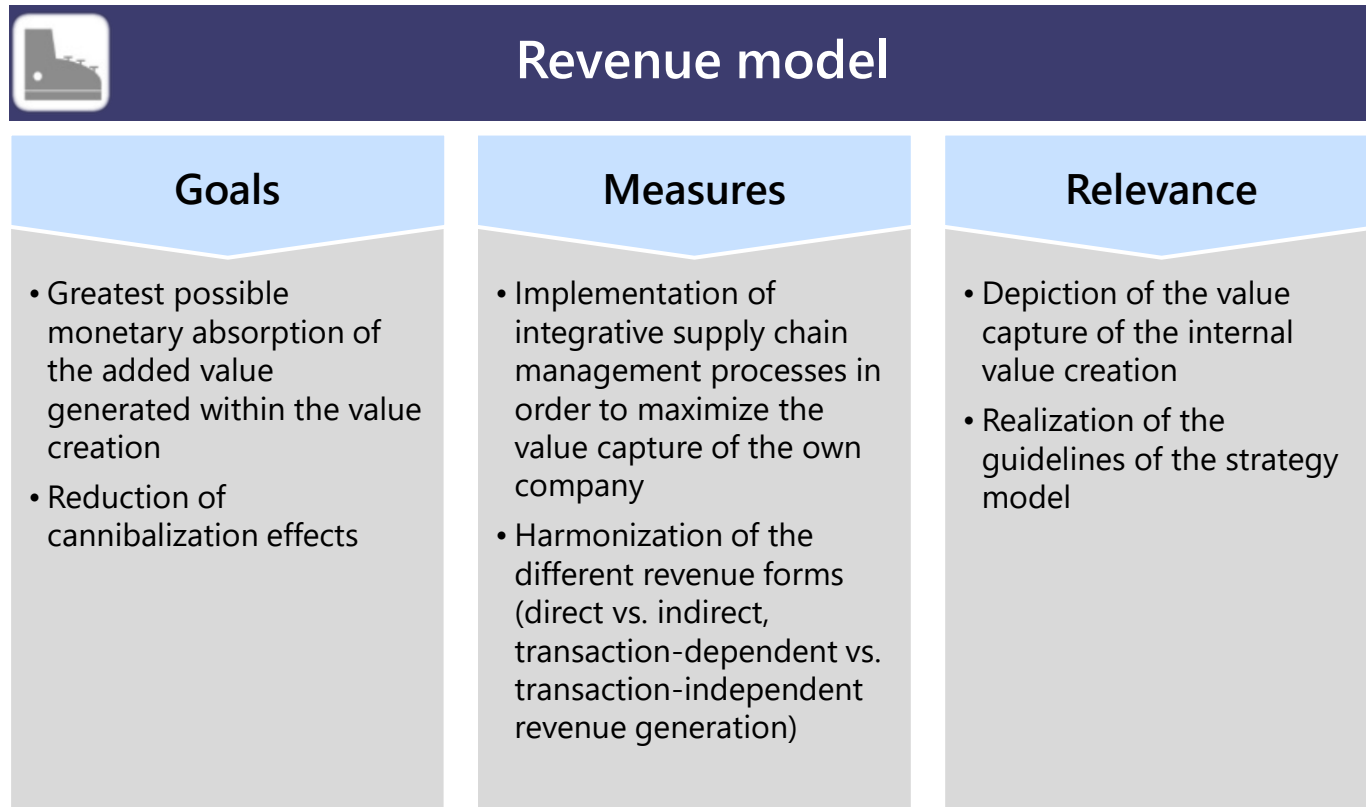 Revenue model
Goals
• Greatest possible
monetary absorption of
the added value
generated within the value
creation
• Reduction of
cannibalization effects
Measures
• Implementation of
integrative supply chain
management processes in
order to maximize the
value capture of the own
company
• Harmonization of the
different revenue forms
(direct vs. indirect,
transaction-dependent vs.
transaction-independent
revenue generation)
Relevance
• Depiction of the value
capture of the internal
value creation
• Realization of the
guidelines of the strategy
model